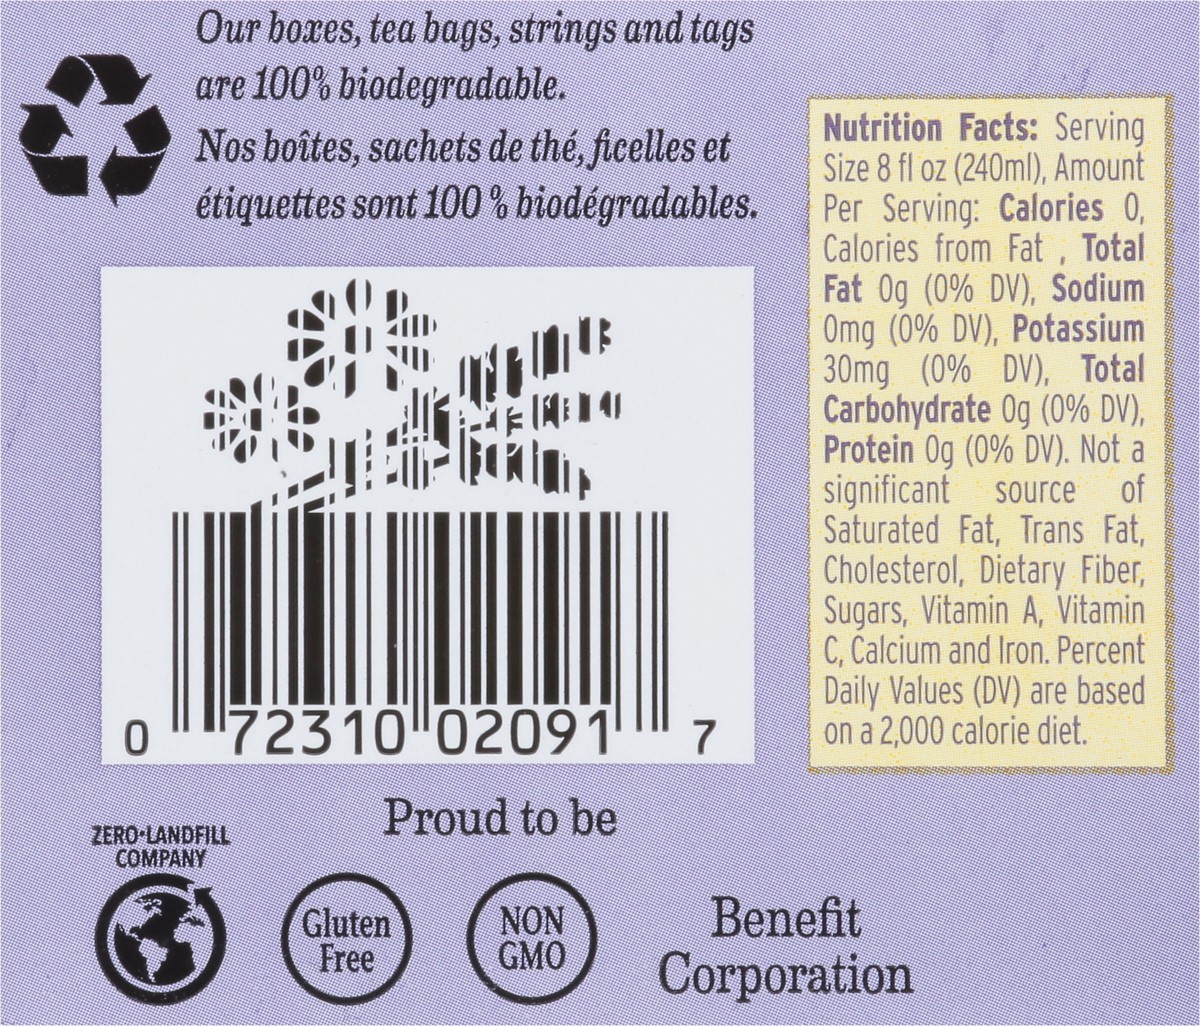 Our boxes, tea bags, strings and tags
are 100% biodegradable.
Nos boîtes, sachets de thé, ficelles et
étiquettes sont 100 % biodégradables.
Nutrition Facts: Serving
Size 8 fl oz (240ml), Amount
Per Serving: Calories 0,
Calories from Fat , Total
Fat 0g (0% DV), Sodium
0mg (0% DV), Potassium
30mg (0% DV), Total
Carbohydrate 0g (0% DV),
Protein 0g (0% DV). Not a
significant source of
Saturated Fat, Trans Fat,
Cholesterol, Dietary Fiber,
Sugars, Vitamin A, Vitamin
C, Calcium and Iron. Percent
Daily Values (DV) are based
on a 2,000 calorie diet.
0 72310 02091 7
Proud to be
ZERO•LANDFILL
COMPANY
Gluten
Free
NON
GMO
Benefit
Corporation